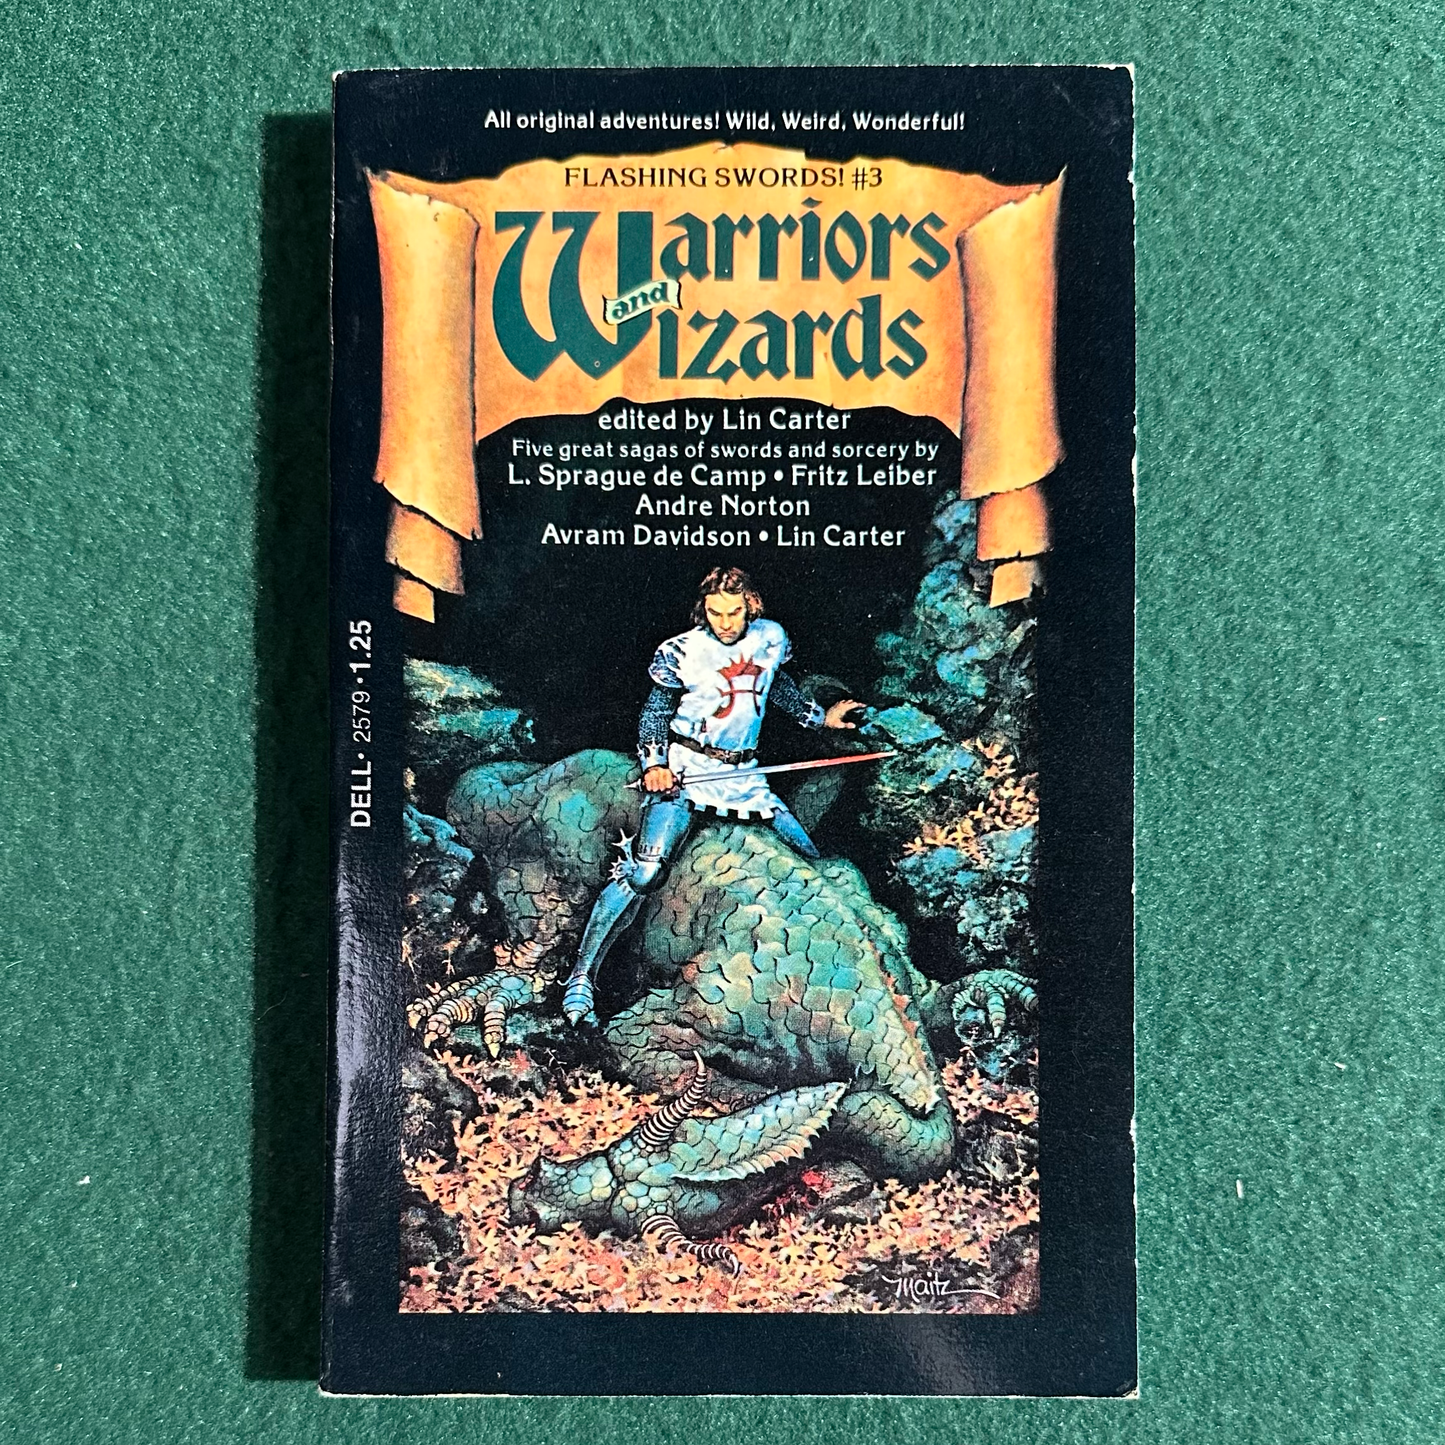 All original adventures! Wild, Weird, Wonderful!
FLASHING SWORDS! #3
Warriors
and
Wizards
edited by Lin Carter
Five great sagas of swords and sorcery by
L. Sprague de Camp • Fritz Leiber
Andre Norton
Avram Davidson • Lin Carter
DELL • 2579 • 1.25
Maitz